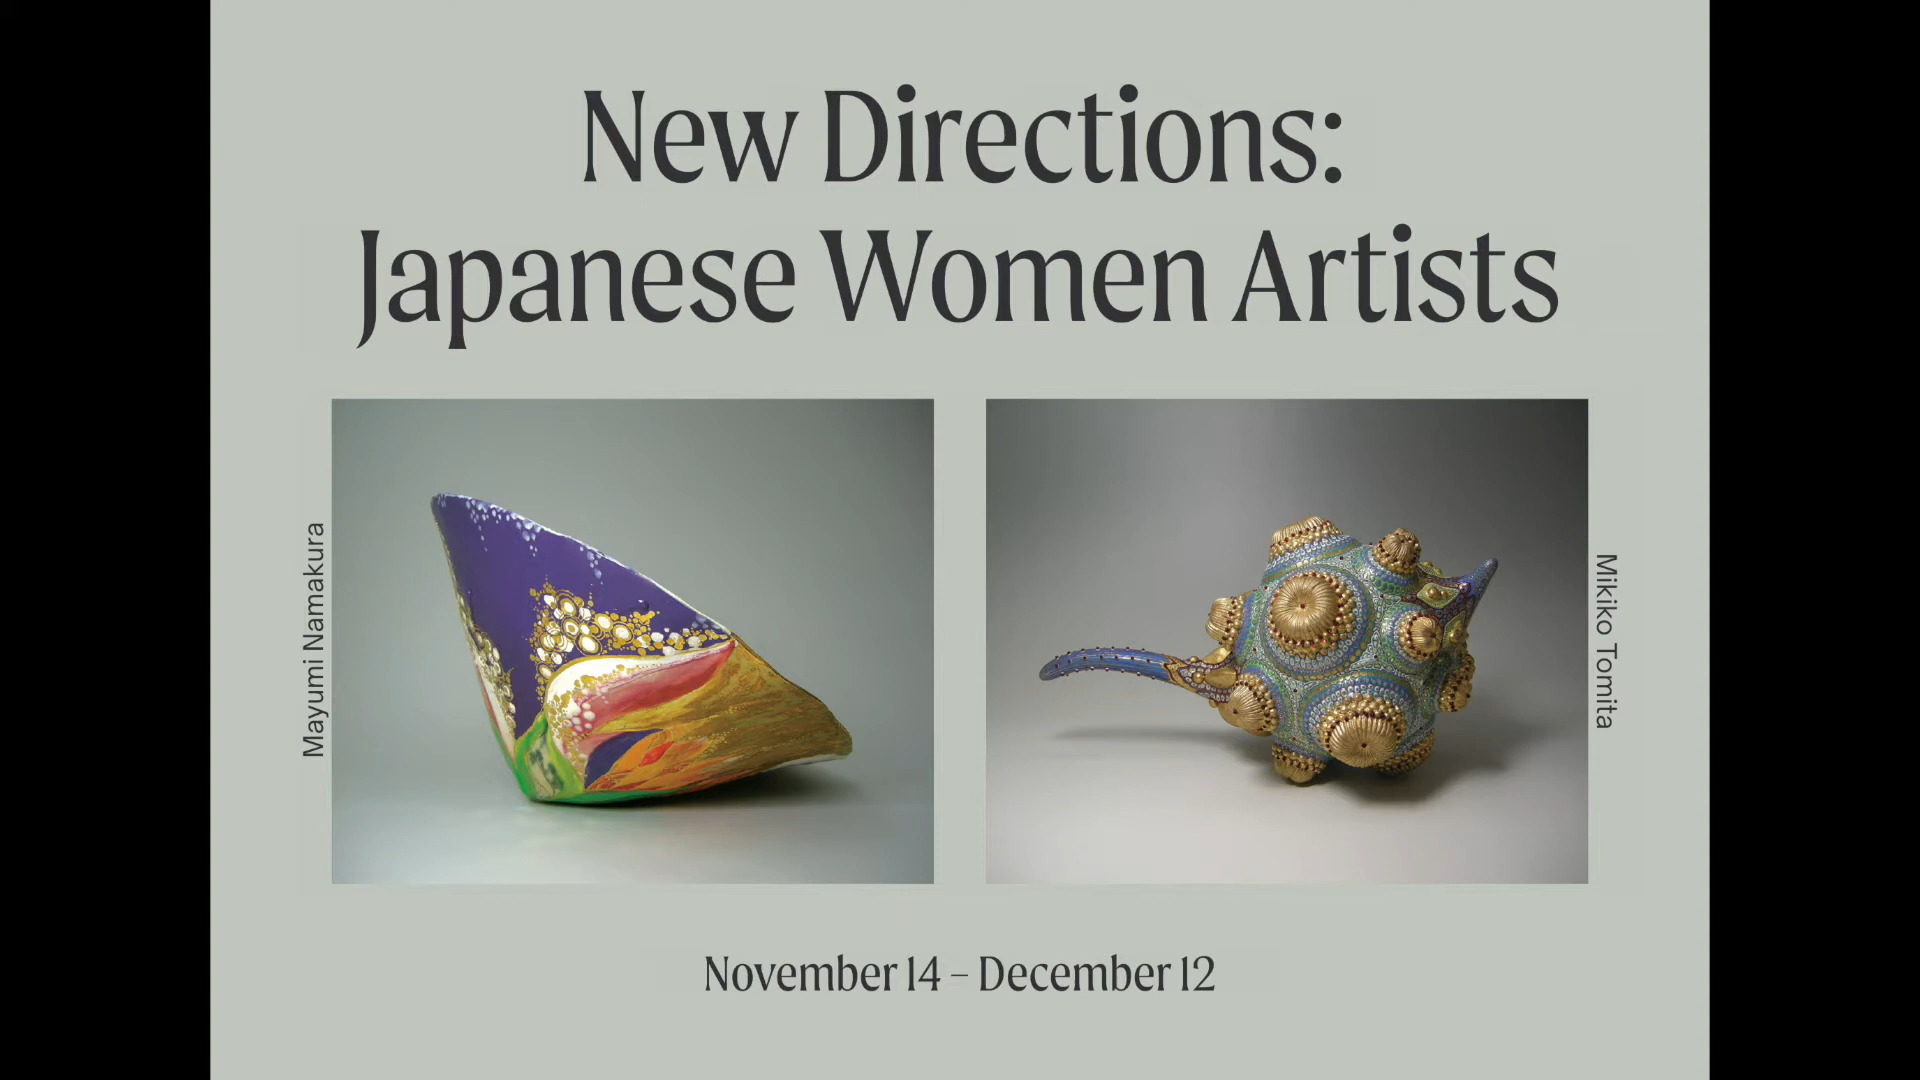 New Directions:
Japanese Women Artists
Mayumi Namakura
Mikiko Tomita
November 14 – December 12